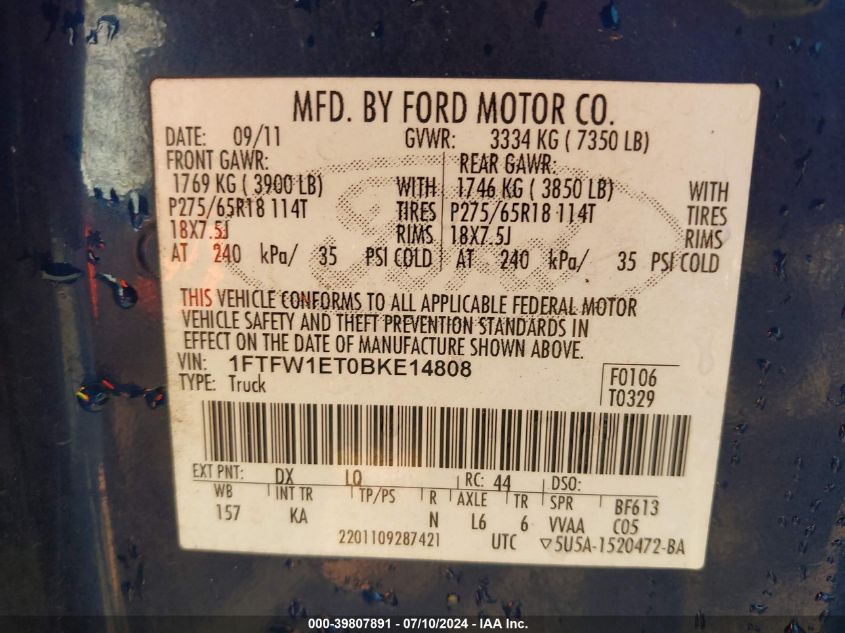 MFD. BY FORD MOTOR CO.
DATE: 09/11 GVWR: 3334 KG ( 7350 LB)
FRONT GAWR: REAR GAWR:
1769 KG ( 3900 LB) WITH 1746 KG ( 3850 LB) WITH
P275/65R18 114T TIRES P275/65R18 114T TIRES
18X7.5J RIMS 18X7.5J RIMS
AT 240 kPa/ 35 PSI COLD AT 240 kPa/ 35 PSI COLD
THIS VEHICLE CONFORMS TO ALL APPLICABLE FEDERAL MOTOR
VEHICLE SAFETY AND THEFT PREVENTION STANDARDS IN
EFFECT ON THE DATE OF MANUFACTURE SHOWN ABOVE.
VIN: 1FTFW1ET0BKE14808
TYPE: Truck
F0106
T0329
EXT PNT: DX LQ RC: 44 DSO:
WB INT TR TP/PS R AXLE TR SPR BF613
157 KA N L6 6 VVAA C05
2201109287421 UTC ▽5U5A-1520472-BA
000-39807891 - 07/10/2024 - IAA Inc.